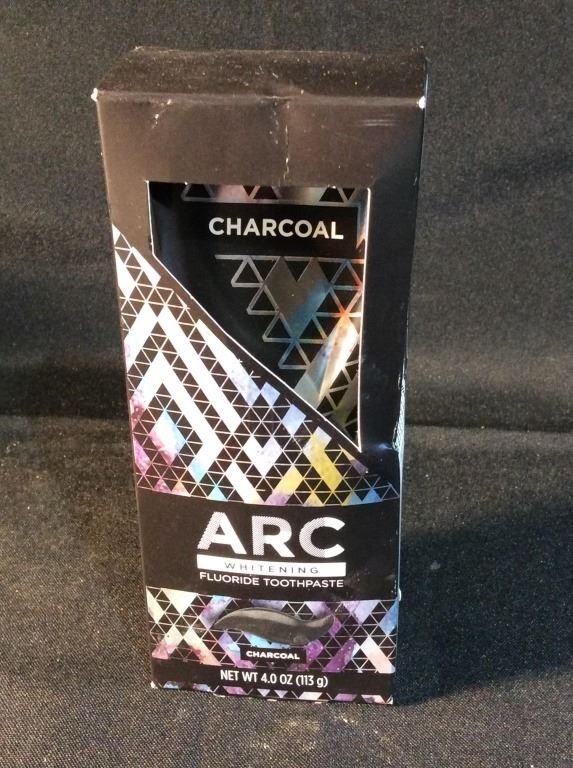 CHARCOAL
ARC
WHITENING
FLUORIDE TOOTHPASTE
CHARCOAL
NET WT 4.0 OZ (113 g)